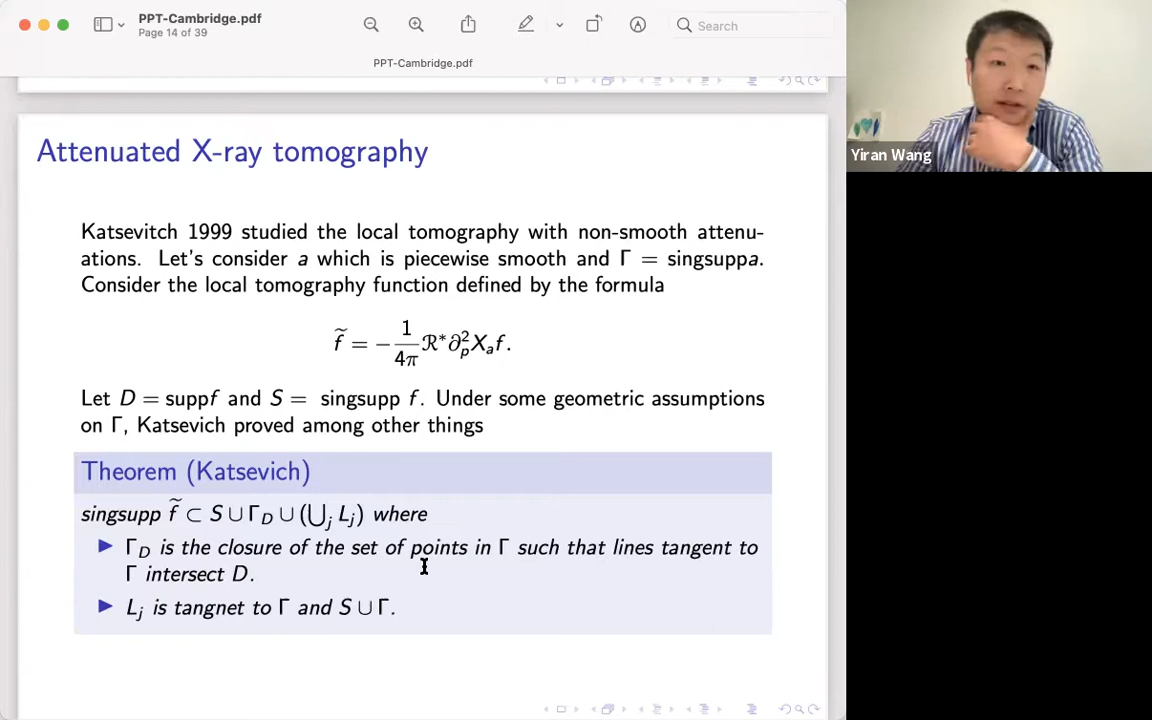 PPT-Cambridge.pdf
Page 14 of 39
Search
PPT-Cambridge.pdf
Attenuated X-ray tomography
Katsevitch 1999 studied the local tomography with non-smooth attenu-
ations. Let's consider a which is piecewise smooth and Γ = singsuppa.
Consider the local tomography function defined by the formula
f̃ = −1/4π ℛ*∂²ₚXₐf.
Let D = suppf and S = singsupp f. Under some geometric assumptions
on Γ, Katsevich proved among other things
Theorem (Katsevich)
singsupp f̃ ⊂ S ∪ Γ_D ∪ (⋃ⱼ Lⱼ) where
▶ Γ_D is the closure of the set of points in Γ such that lines tangent to
Γ intersect D.
▶ Lⱼ is tangnet to Γ and S ∪ Γ.
Yiran Wang